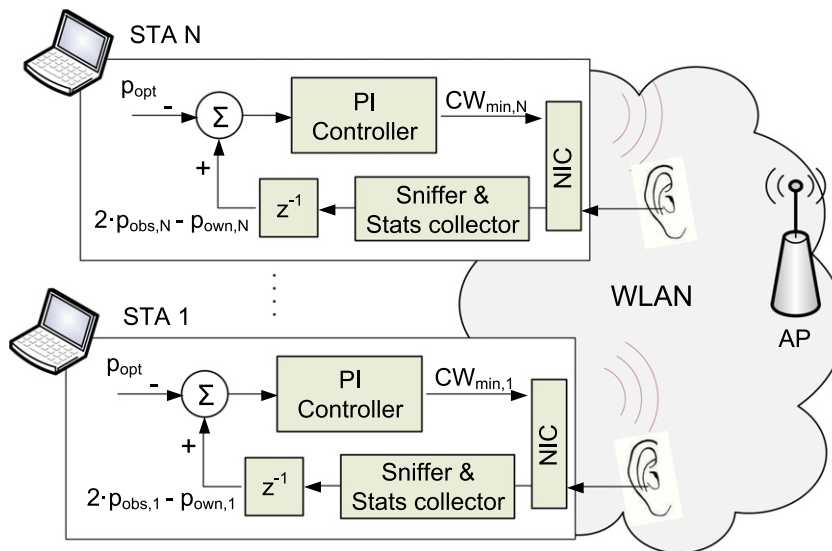 STA N
p_opt
-
Σ
PI
Controller
CW_min,N
NIC
+
z^-1
Sniffer &
Stats collector
2·p_obs,N - p_own,N
WLAN
AP
STA 1
p_opt
-
Σ
PI
Controller
CW_min,1
NIC
+
z^-1
Sniffer &
Stats collector
2·p_obs,1 - p_own,1